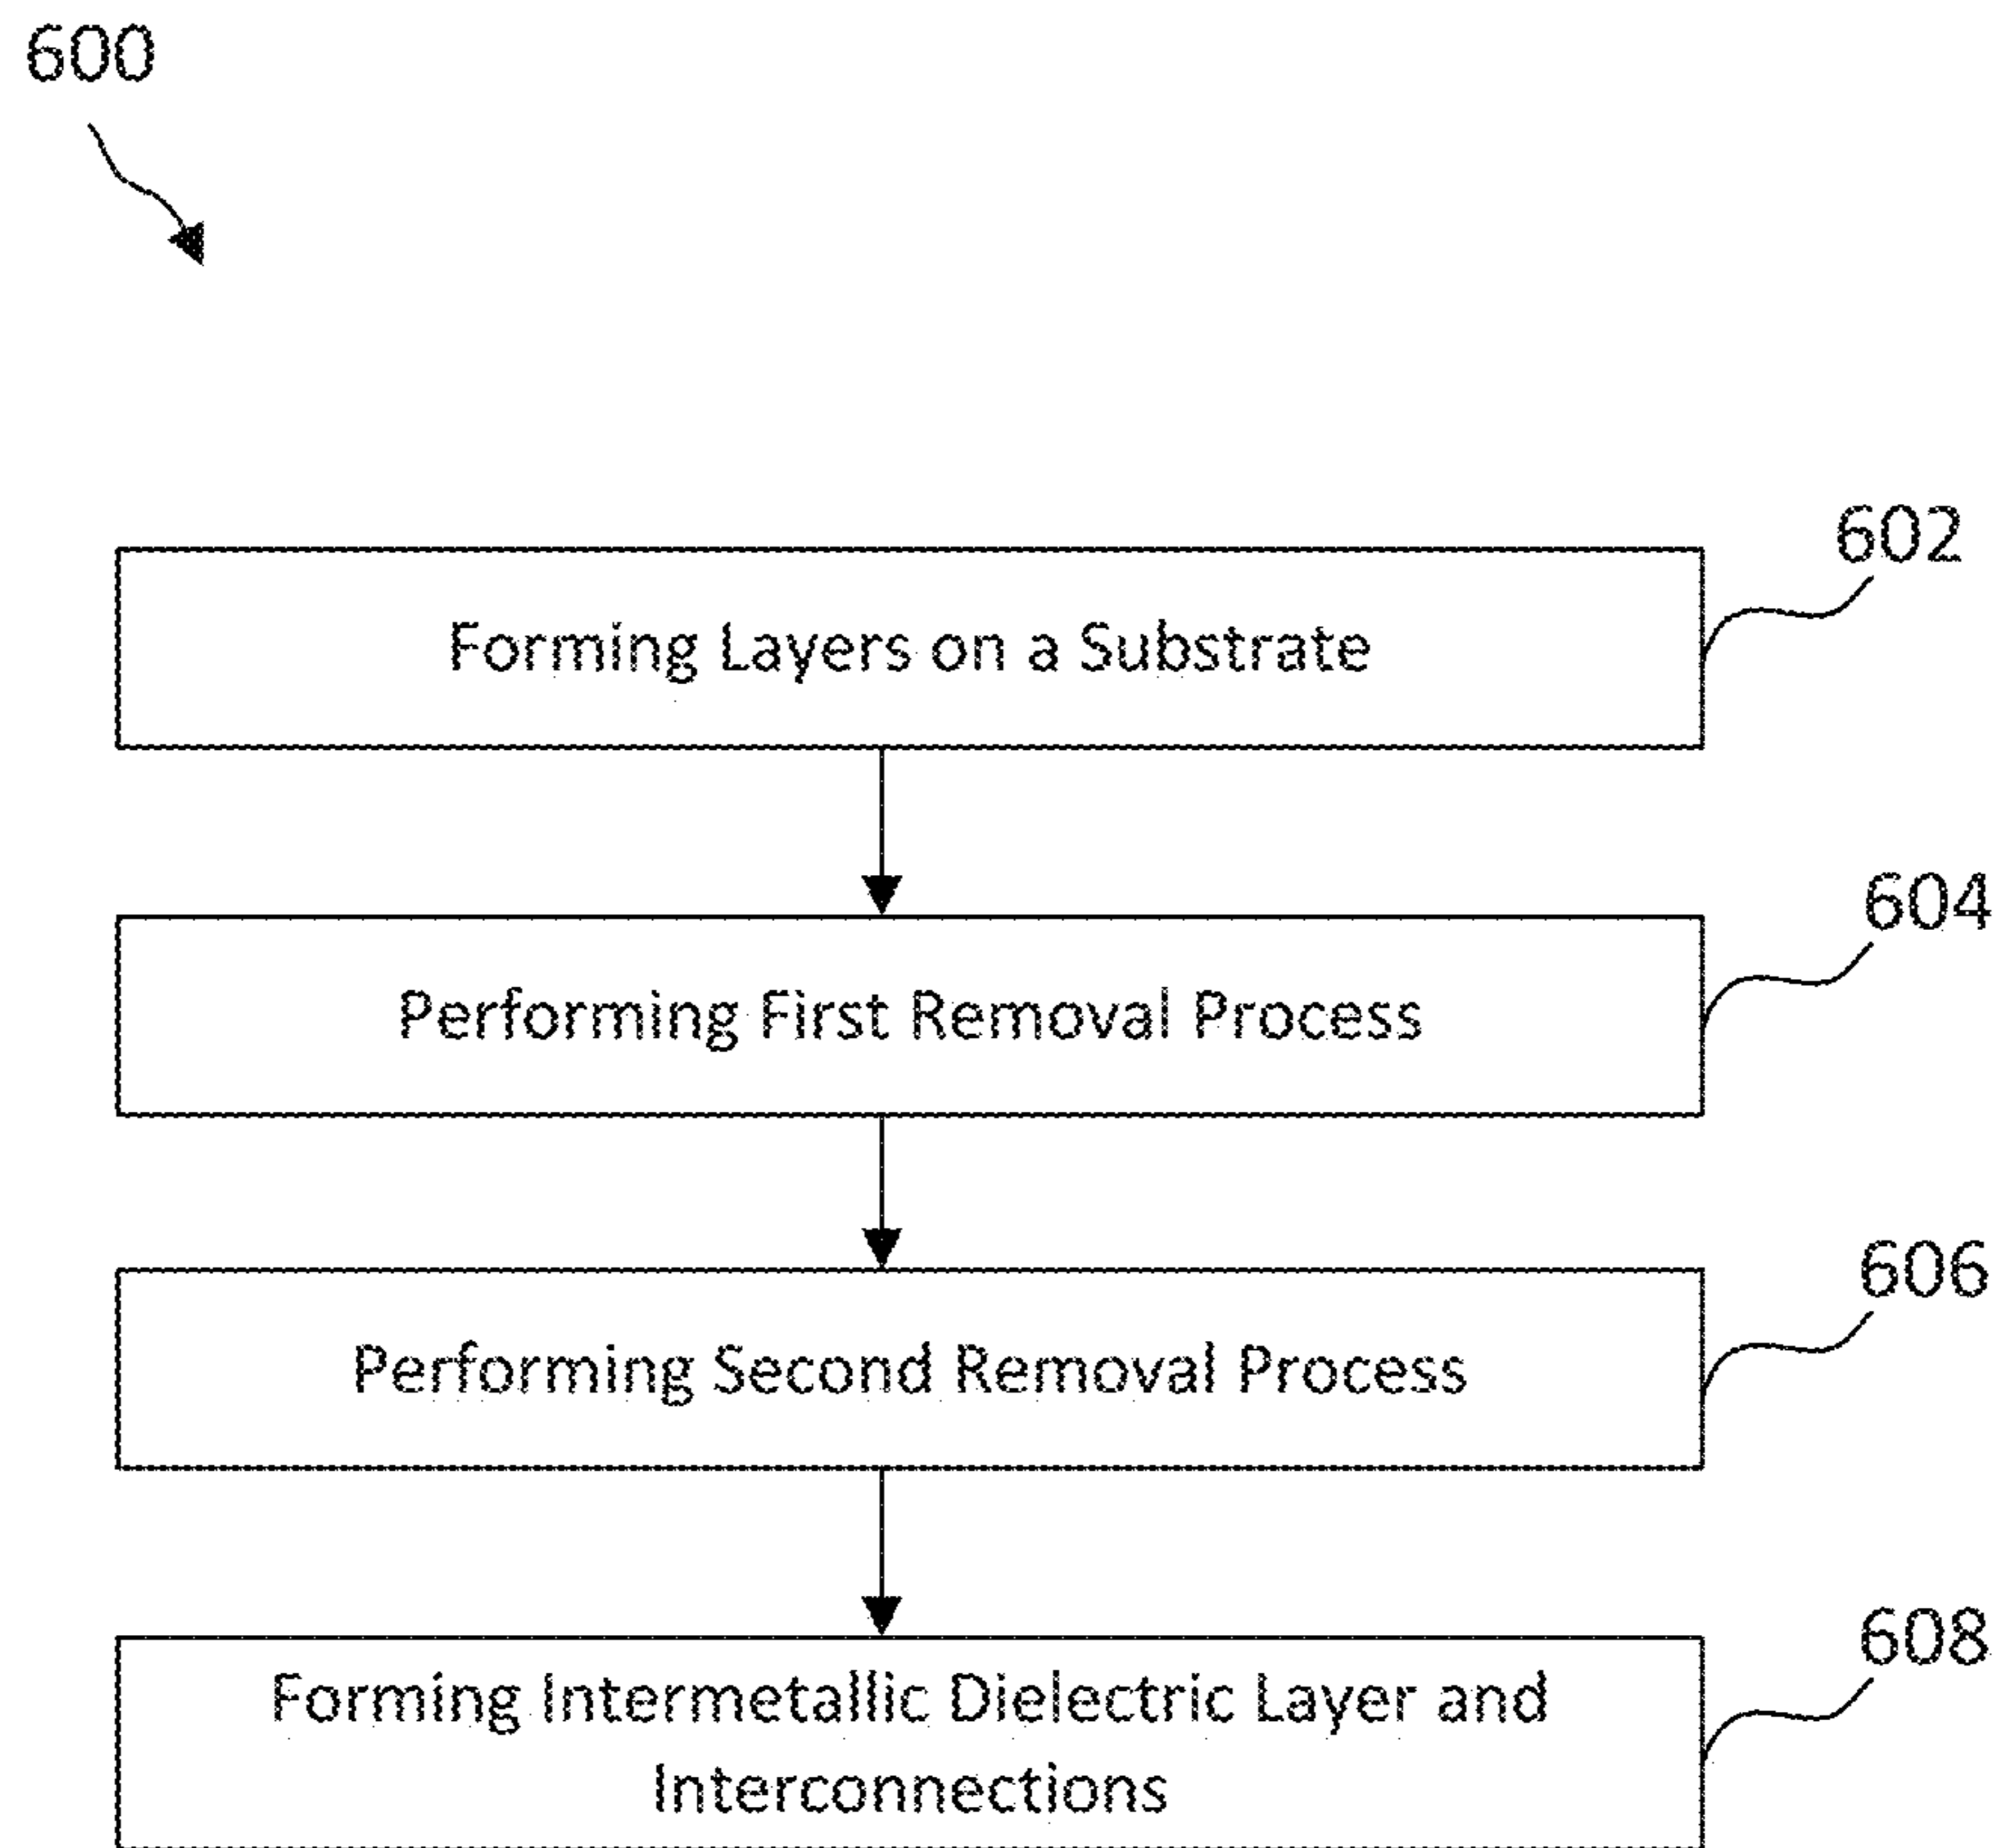 600
602
Forming Layers on a Substrate
604
Performing First Removal Process
606
Performing Second Removal Process
608
Forming Intermetallic Dielectric Layer and
Interconnections